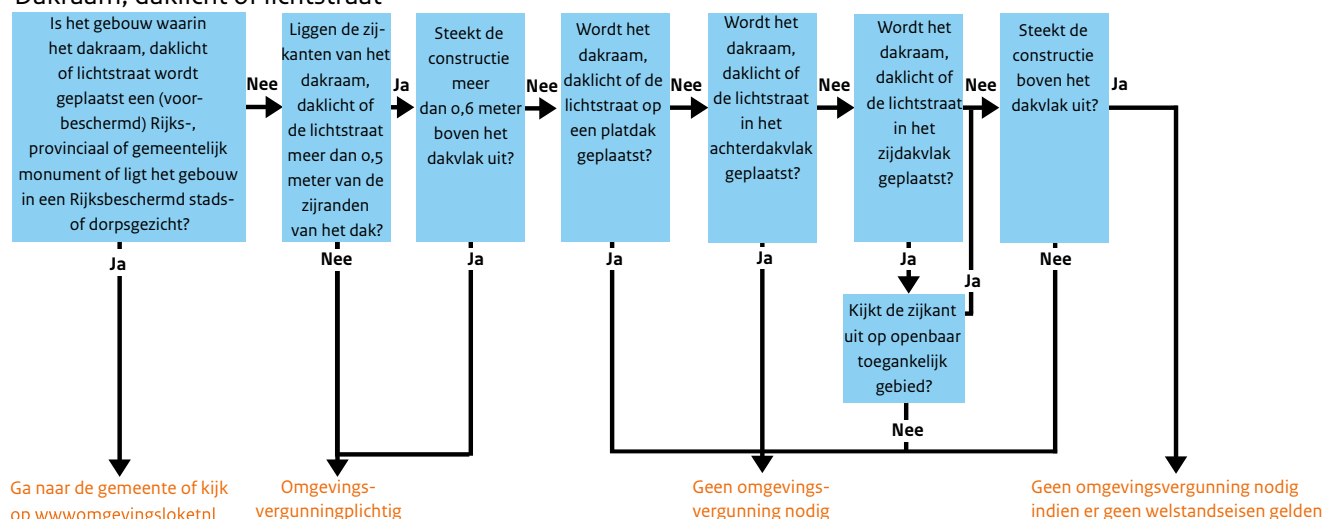 Dakraam, daklicht of lichtstraat
Is het gebouw waarin
het dakraam, daklicht
of lichtstraat wordt
geplaatst een (voor-
beschermd) Rijks-,
provinciaal of gemeentelijk
monument of ligt het gebouw
in een Rijksbeschermd stads-
of dorpsgezicht?
Nee
Ja
Liggen de zij-
kanten van het
dakraam,
daklicht of
de lichtstraat
meer dan 0,5
meter van de
zijranden
van het dak?
Ja
Nee
Steekt de
constructie
meer
dan 0,6 meter
boven het
dakvlak uit?
Nee
Ja
Wordt het
dakraam,
daklicht of de
lichtstraat op
een platdak
geplaatst?
Nee
Ja
Wordt het
dakraam,
daklicht of
de lichtstraat
in het
achterdakvlak
geplaatst?
Nee
Ja
Wordt het
dakraam,
daklicht of
de lichtstraat
in het
zijdakvlak
geplaatst?
Nee
Ja
Kijkt de zijkant
uit op openbaar
toegankelijk
gebied?
Ja
Nee
Steekt de
constructie
boven het
dakvlak uit?
Ja
Nee
Ga naar de gemeente of kijk
op wwwomgevingsloketnl
Omgevings-
vergunningplichtig
Geen omgevings-
vergunning nodig
Geen omgevingsvergunning nodig
indien er geen welstandseisen gelden